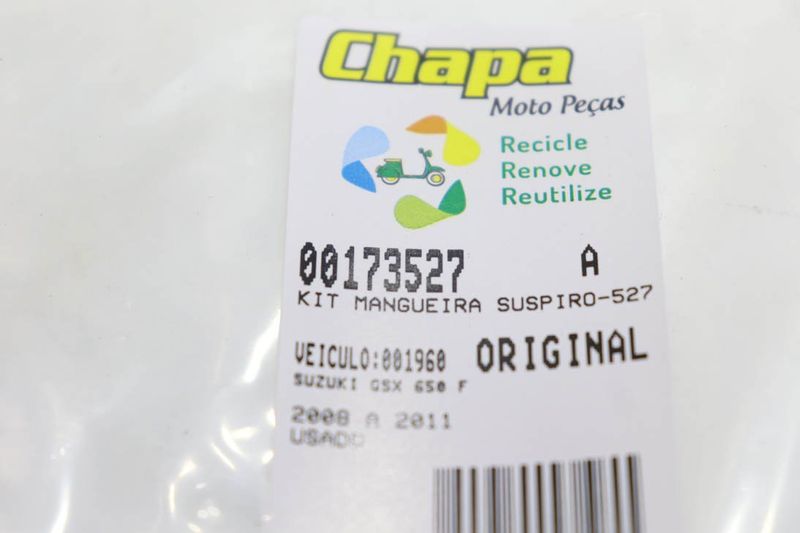 Chapa
Moto Peças
Recicle
Renove
Reutilize
00173527 A
KIT MANGUEIRA SUSPIRO-527
VEICULO:001960 ORIGINAL
SUZUKI GSX 650 F
2008 A 2011
USADO